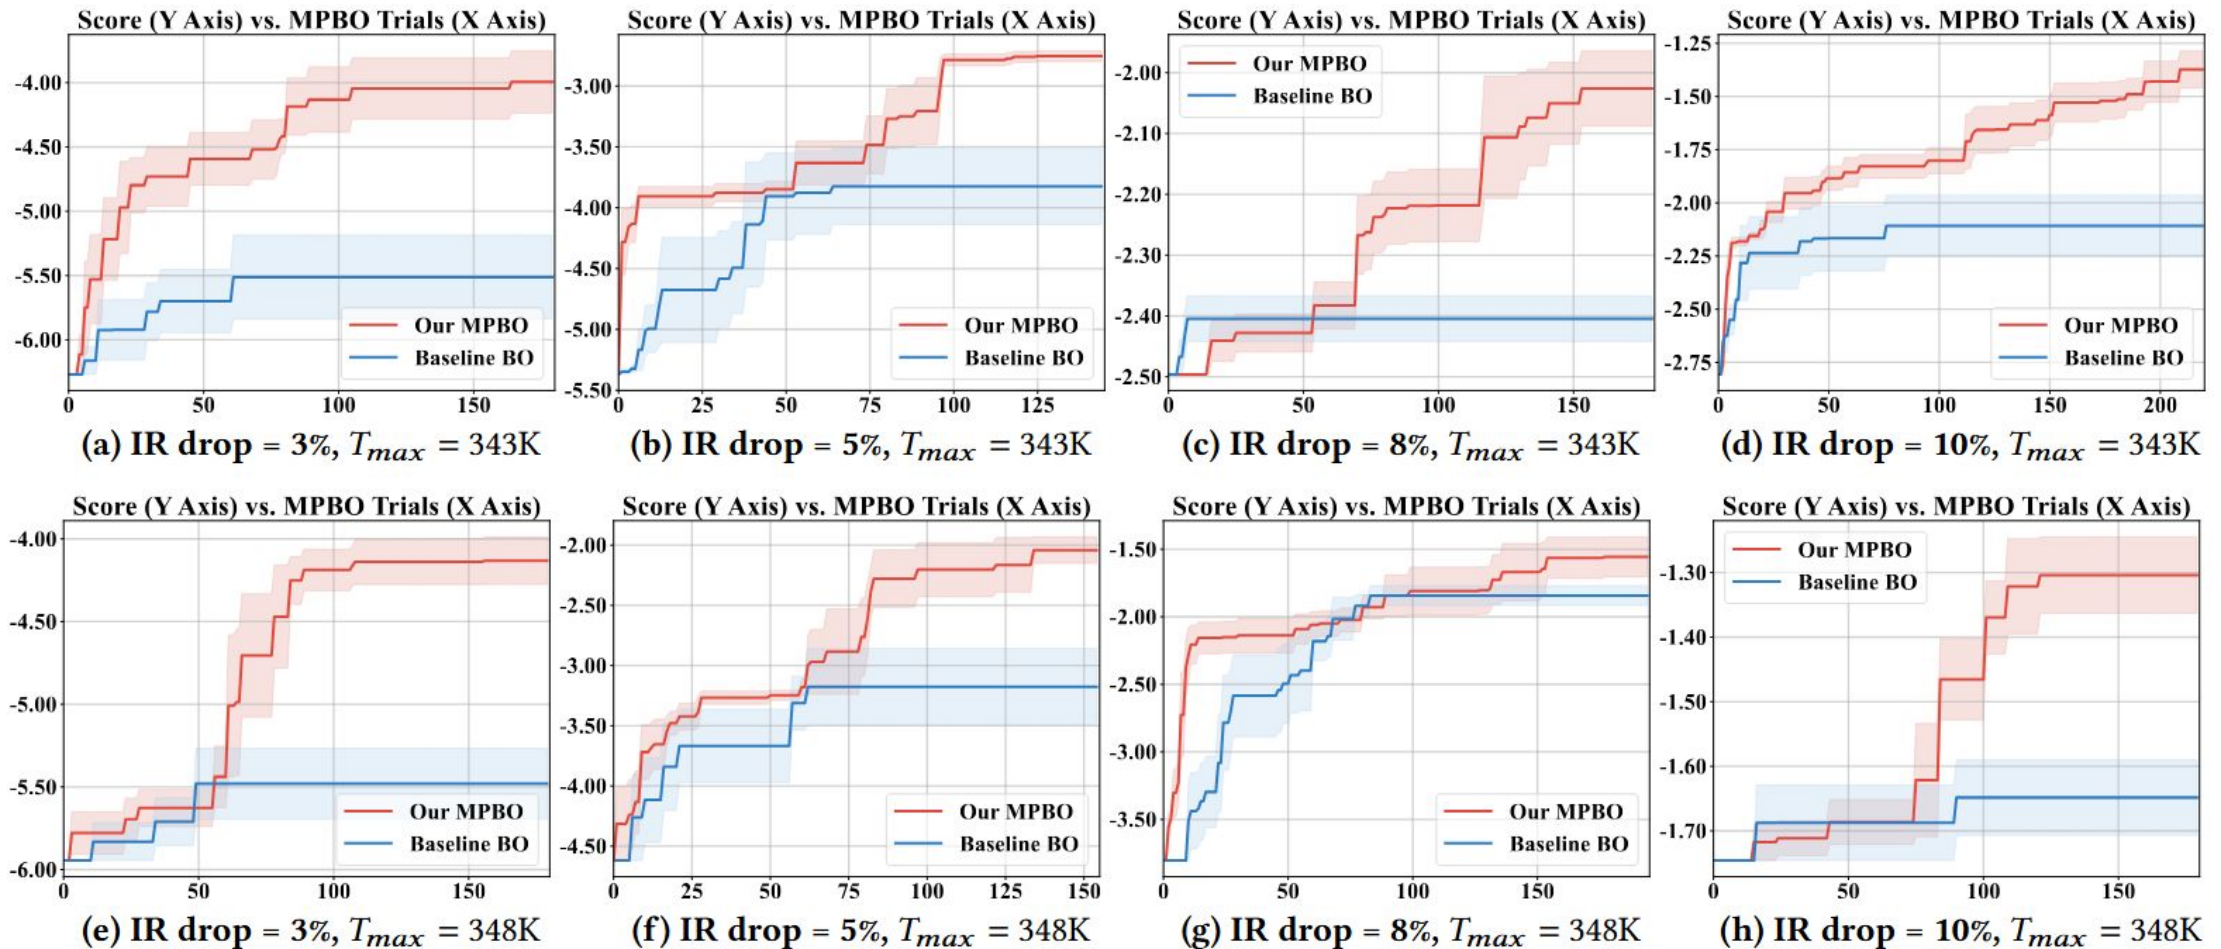 Score (Y Axis) vs. MPBO Trials (X Axis)
-4.00
-4.50
-5.00
-5.50
-6.00
Our MPBO
Baseline BO
0 50 100 150
(a) IR drop = 3%, Tmax = 343K
Score (Y Axis) vs. MPBO Trials (X Axis)
-3.00
-3.50
-4.00
-4.50
-5.00
-5.50
Our MPBO
Baseline BO
0 25 50 75 100 125
(b) IR drop = 5%, Tmax = 343K
Score (Y Axis) vs. MPBO Trials (X Axis)
Our MPBO
Baseline BO
-2.00
-2.10
-2.20
-2.30
-2.40
-2.50
0 50 100 150
(c) IR drop = 8%, Tmax = 343K
Score (Y Axis) vs. MPBO Trials (X Axis)
-1.25
-1.50
-1.75
-2.00
-2.25
-2.50
-2.75
Our MPBO
Baseline BO
0 50 100 150 200
(d) IR drop = 10%, Tmax = 343K
Score (Y Axis) vs. MPBO Trials (X Axis)
-4.00
-4.50
-5.00
-5.50
-6.00
Our MPBO
Baseline BO
0 50 100 150
(e) IR drop = 3%, Tmax = 348K
Score (Y Axis) vs. MPBO Trials (X Axis)
-2.00
-2.50
-3.00
-3.50
-4.00
-4.50
Our MPBO
Baseline BO
0 25 50 75 100 125 150
(f) IR drop = 5%, Tmax = 348K
Score (Y Axis) vs. MPBO Trials (X Axis)
-1.50
-2.00
-2.50
-3.00
-3.50
Our MPBO
Baseline BO
0 50 100 150
(g) IR drop = 8%, Tmax = 348K
Score (Y Axis) vs. MPBO Trials (X Axis)
Our MPBO
Baseline BO
-1.30
-1.40
-1.50
-1.60
-1.70
0 50 100 150
(h) IR drop = 10%, Tmax = 348K